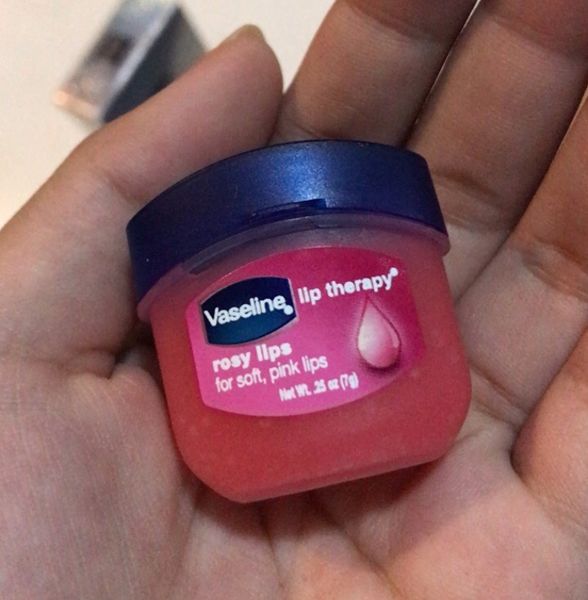 Vaseline. lip therapy®
rosy lips
for soft, pink lips
Net Wt. .25 oz (7g)